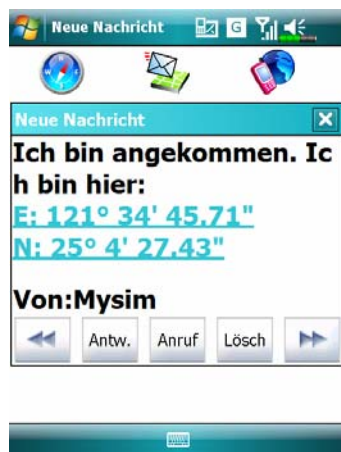 Neue Nachricht G
Neue Nachricht
Ich bin angekommen. Ic
h bin hier:
E: 121° 34' 45.71"
N: 25° 4' 27.43"
Von:Mysim
Antw. Anruf Lösch